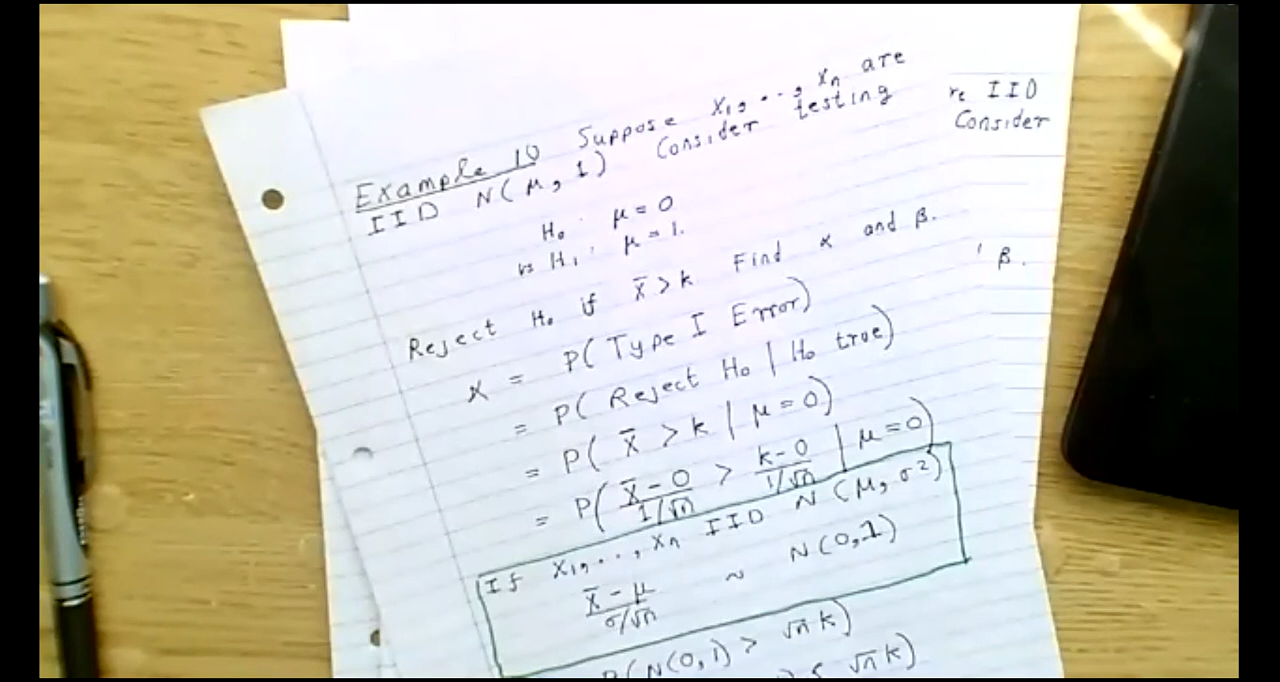 Example 10 Suppose X₁, ..., Xₙ are
IID N(μ, 1) Consider testing
H₀: μ = 0
vs H₁: μ = 1.
Reject H₀ if X̄ > k Find α and β.
α = P(Type I Error)
= P(Reject H₀ | H₀ true)
= P(X̄ > k | μ = 0)
= P((X̄ - 0)/(1/√n) > (k - 0)/(1/√n) | μ = 0)
If X₁, ..., Xₙ IID N(μ, σ²)
(X̄ - μ)/(σ/√n) ~ N(0, 1)
P(N(0,1) > √n k)
< √n k)
re IID
Consider
β.